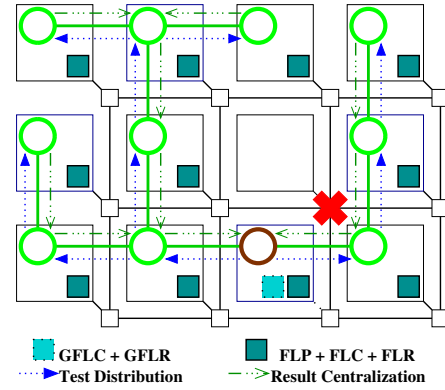 GFLC + GFLR FLP + FLC + FLR
Test Distribution Result Centralization